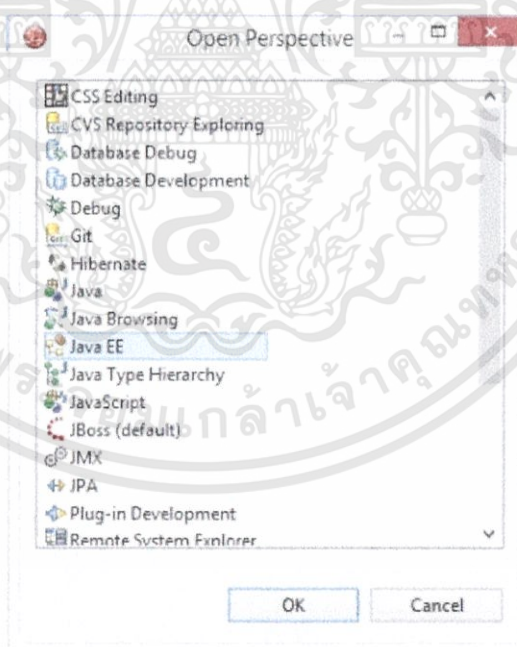 Open Perspective
CSS Editing
CVS Repository Exploring
Database Debug
Database Development
Debug
Git
Hibernate
Java
Java Browsing
Java EE
Java Type Hierarchy
JavaScript
JBoss (default)
JMX
JPA
Plug-in Development
Remote System Explorer
OK
Cancel